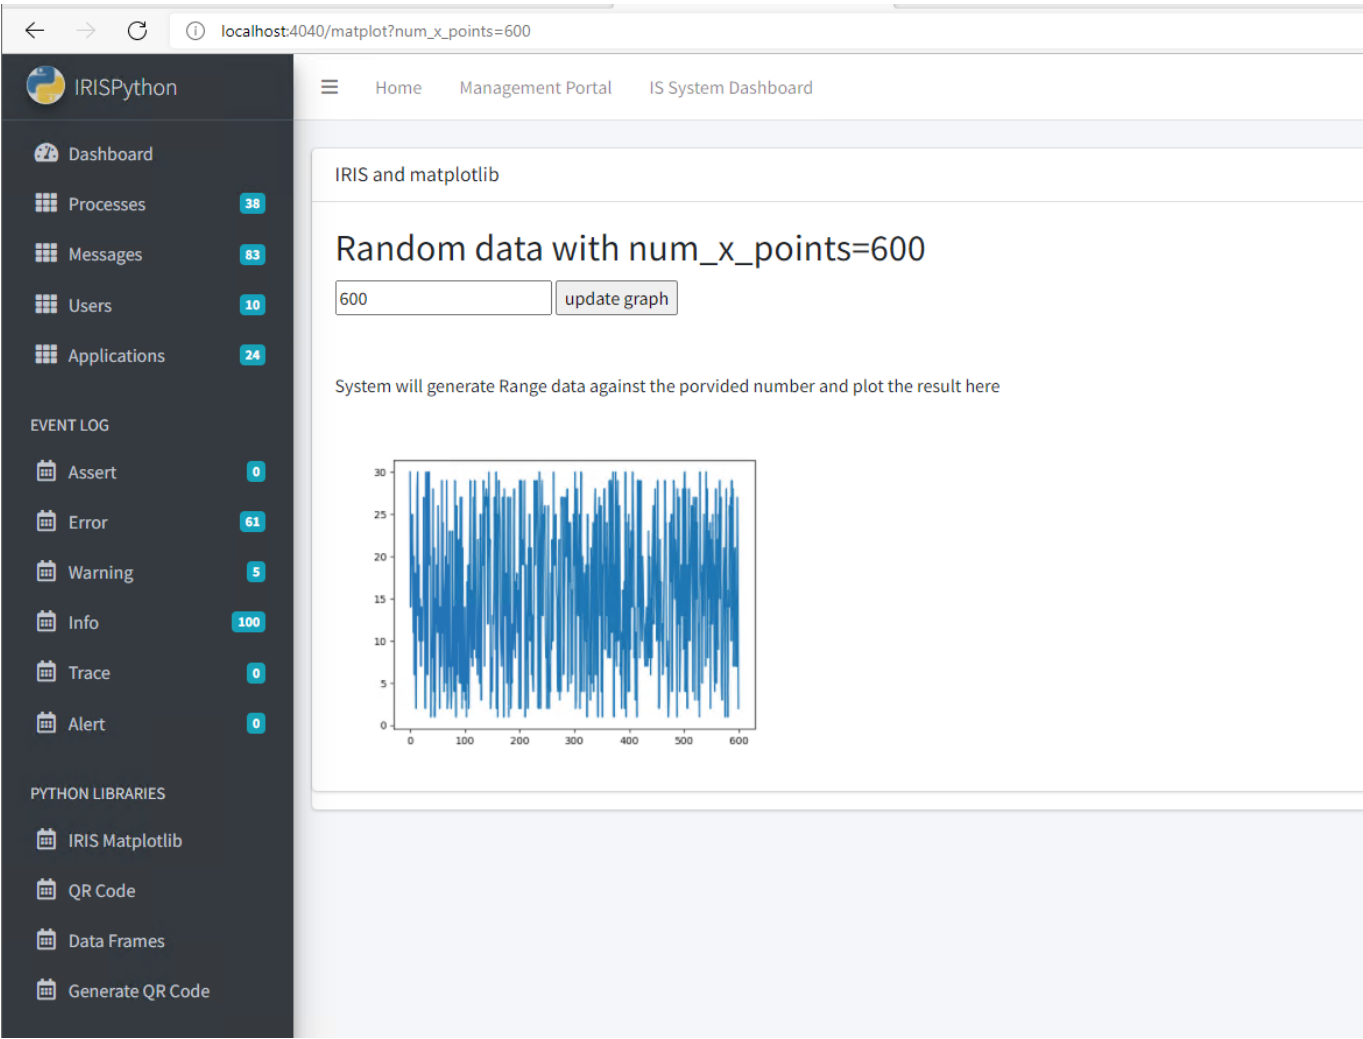 localhost:4040/matplot?num_x_points=600
IRISPython
Home Management Portal IS System Dashboard
Dashboard
Processes 38
Messages 83
Users 10
Applications 24
EVENT LOG
Assert 0
Error 61
Warning 5
Info 100
Trace 0
Alert 0
PYTHON LIBRARIES
IRIS Matplotlib
QR Code
Data Frames
Generate QR Code
IRIS and matplotlib
Random data with num_x_points=600
600 update graph
System will generate Range data against the porvided number and plot the result here
30
25
20
15
10
5
0
0 100 200 300 400 500 600